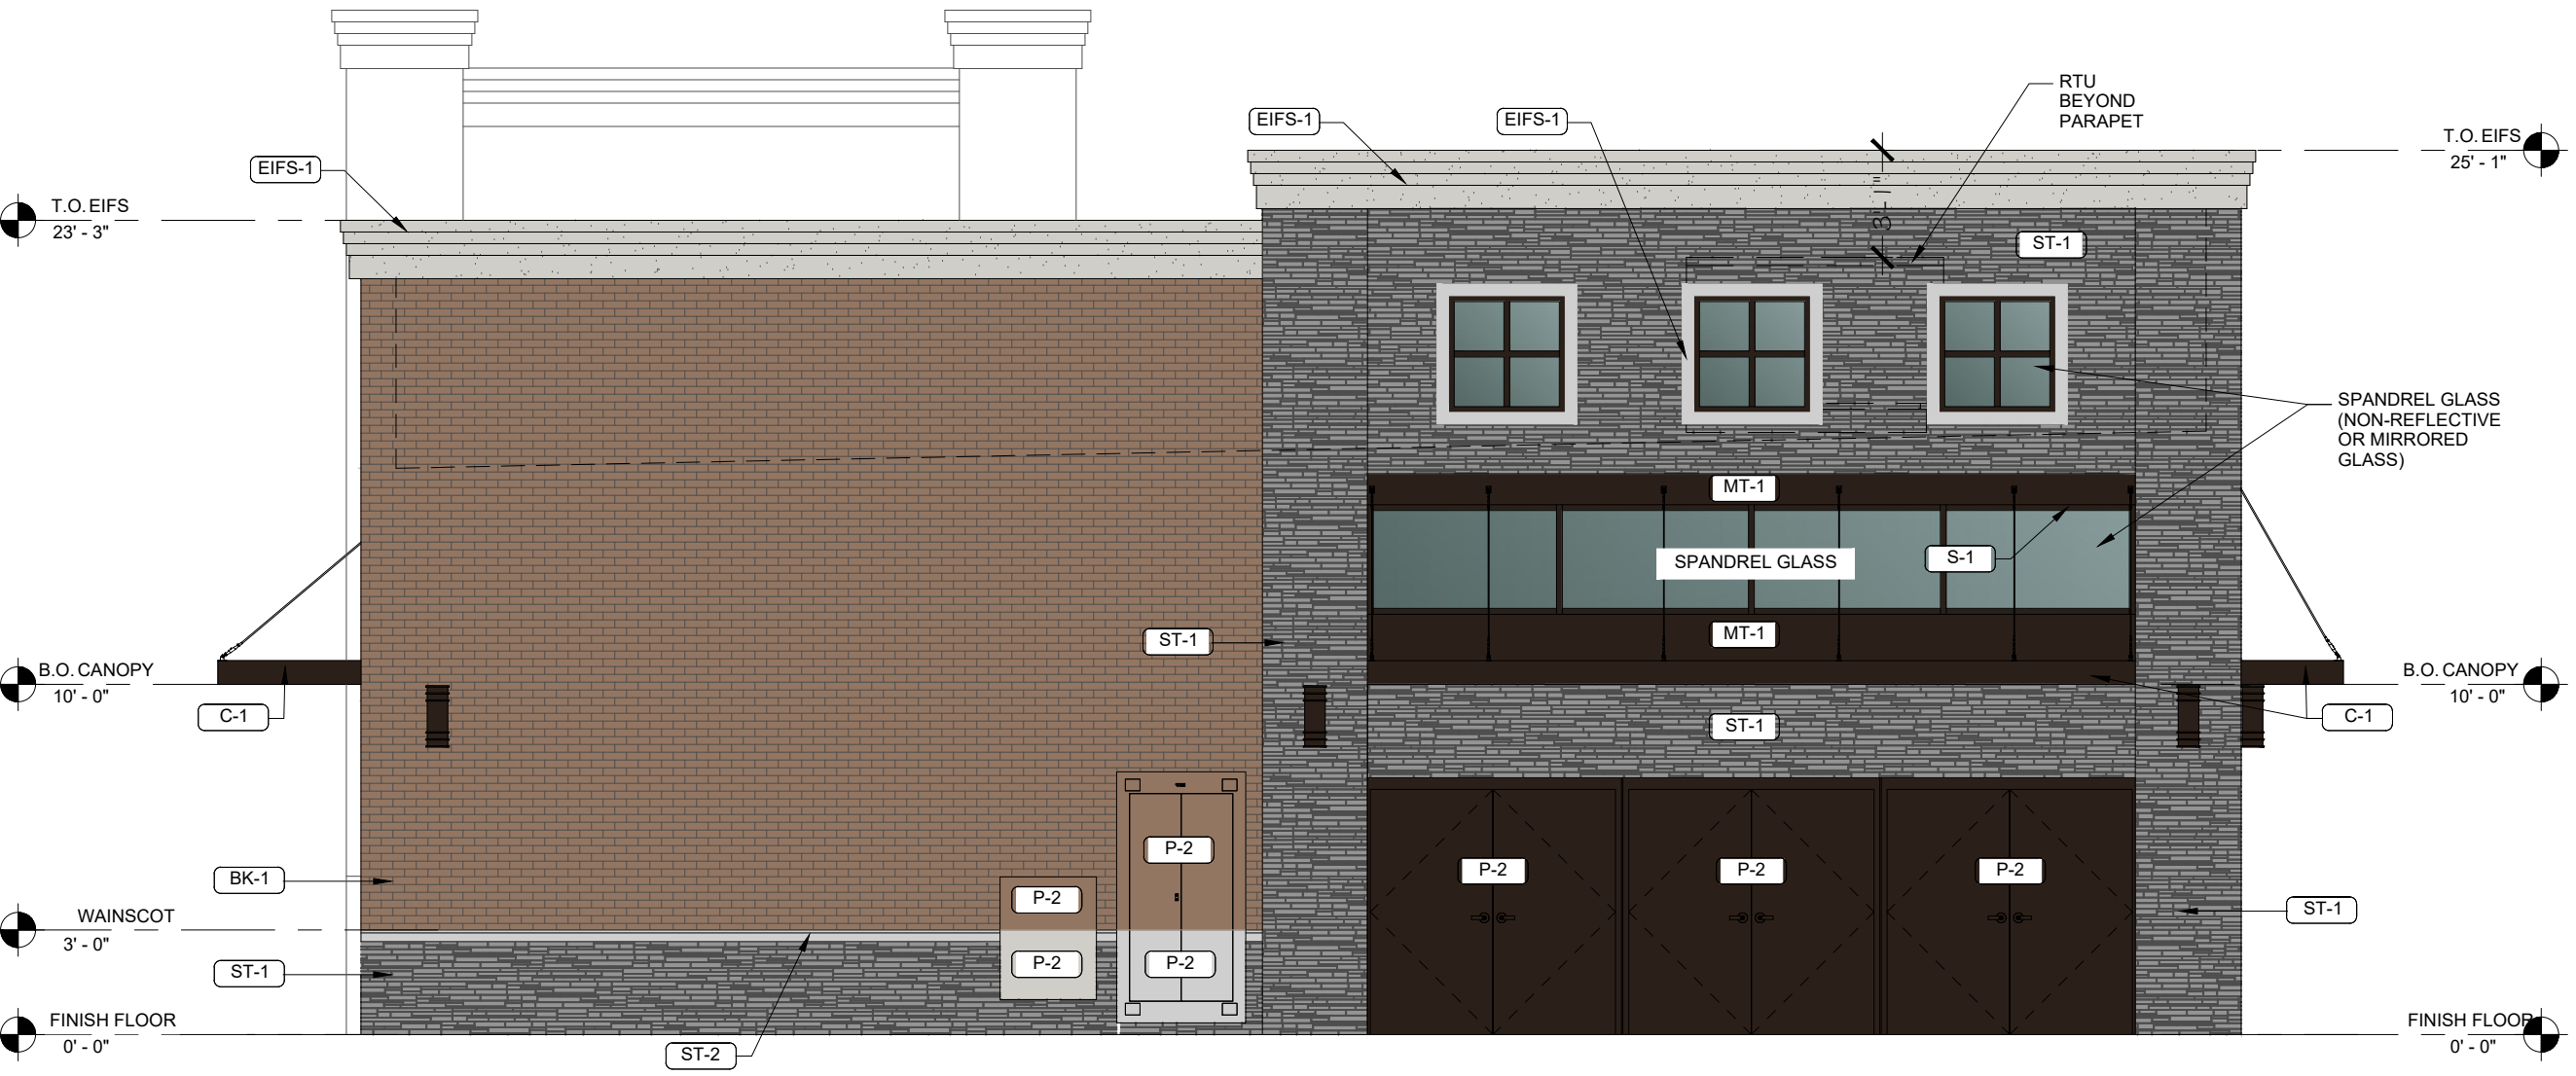 RTU
BEYOND
PARAPET
EIFS-1
EIFS-1
T.O. EIFS
25' - 1"
EIFS-1
3'-1"
T.O. EIFS
23' - 3"
ST-1
SPANDREL GLASS
(NON-REFLECTIVE
OR MIRRORED
GLASS)
MT-1
SPANDREL GLASS
S-1
ST-1
MT-1
B.O. CANOPY
10' - 0"
B.O. CANOPY
10' - 0"
C-1
ST-1
C-1
P-2
P-2
P-2
P-2
BK-1
P-2
ST-1
WAINSCOT
3' - 0"
P-2
P-2
ST-1
FINISH FLOOR
0' - 0"
FINISH FLOOR
0' - 0"
ST-2